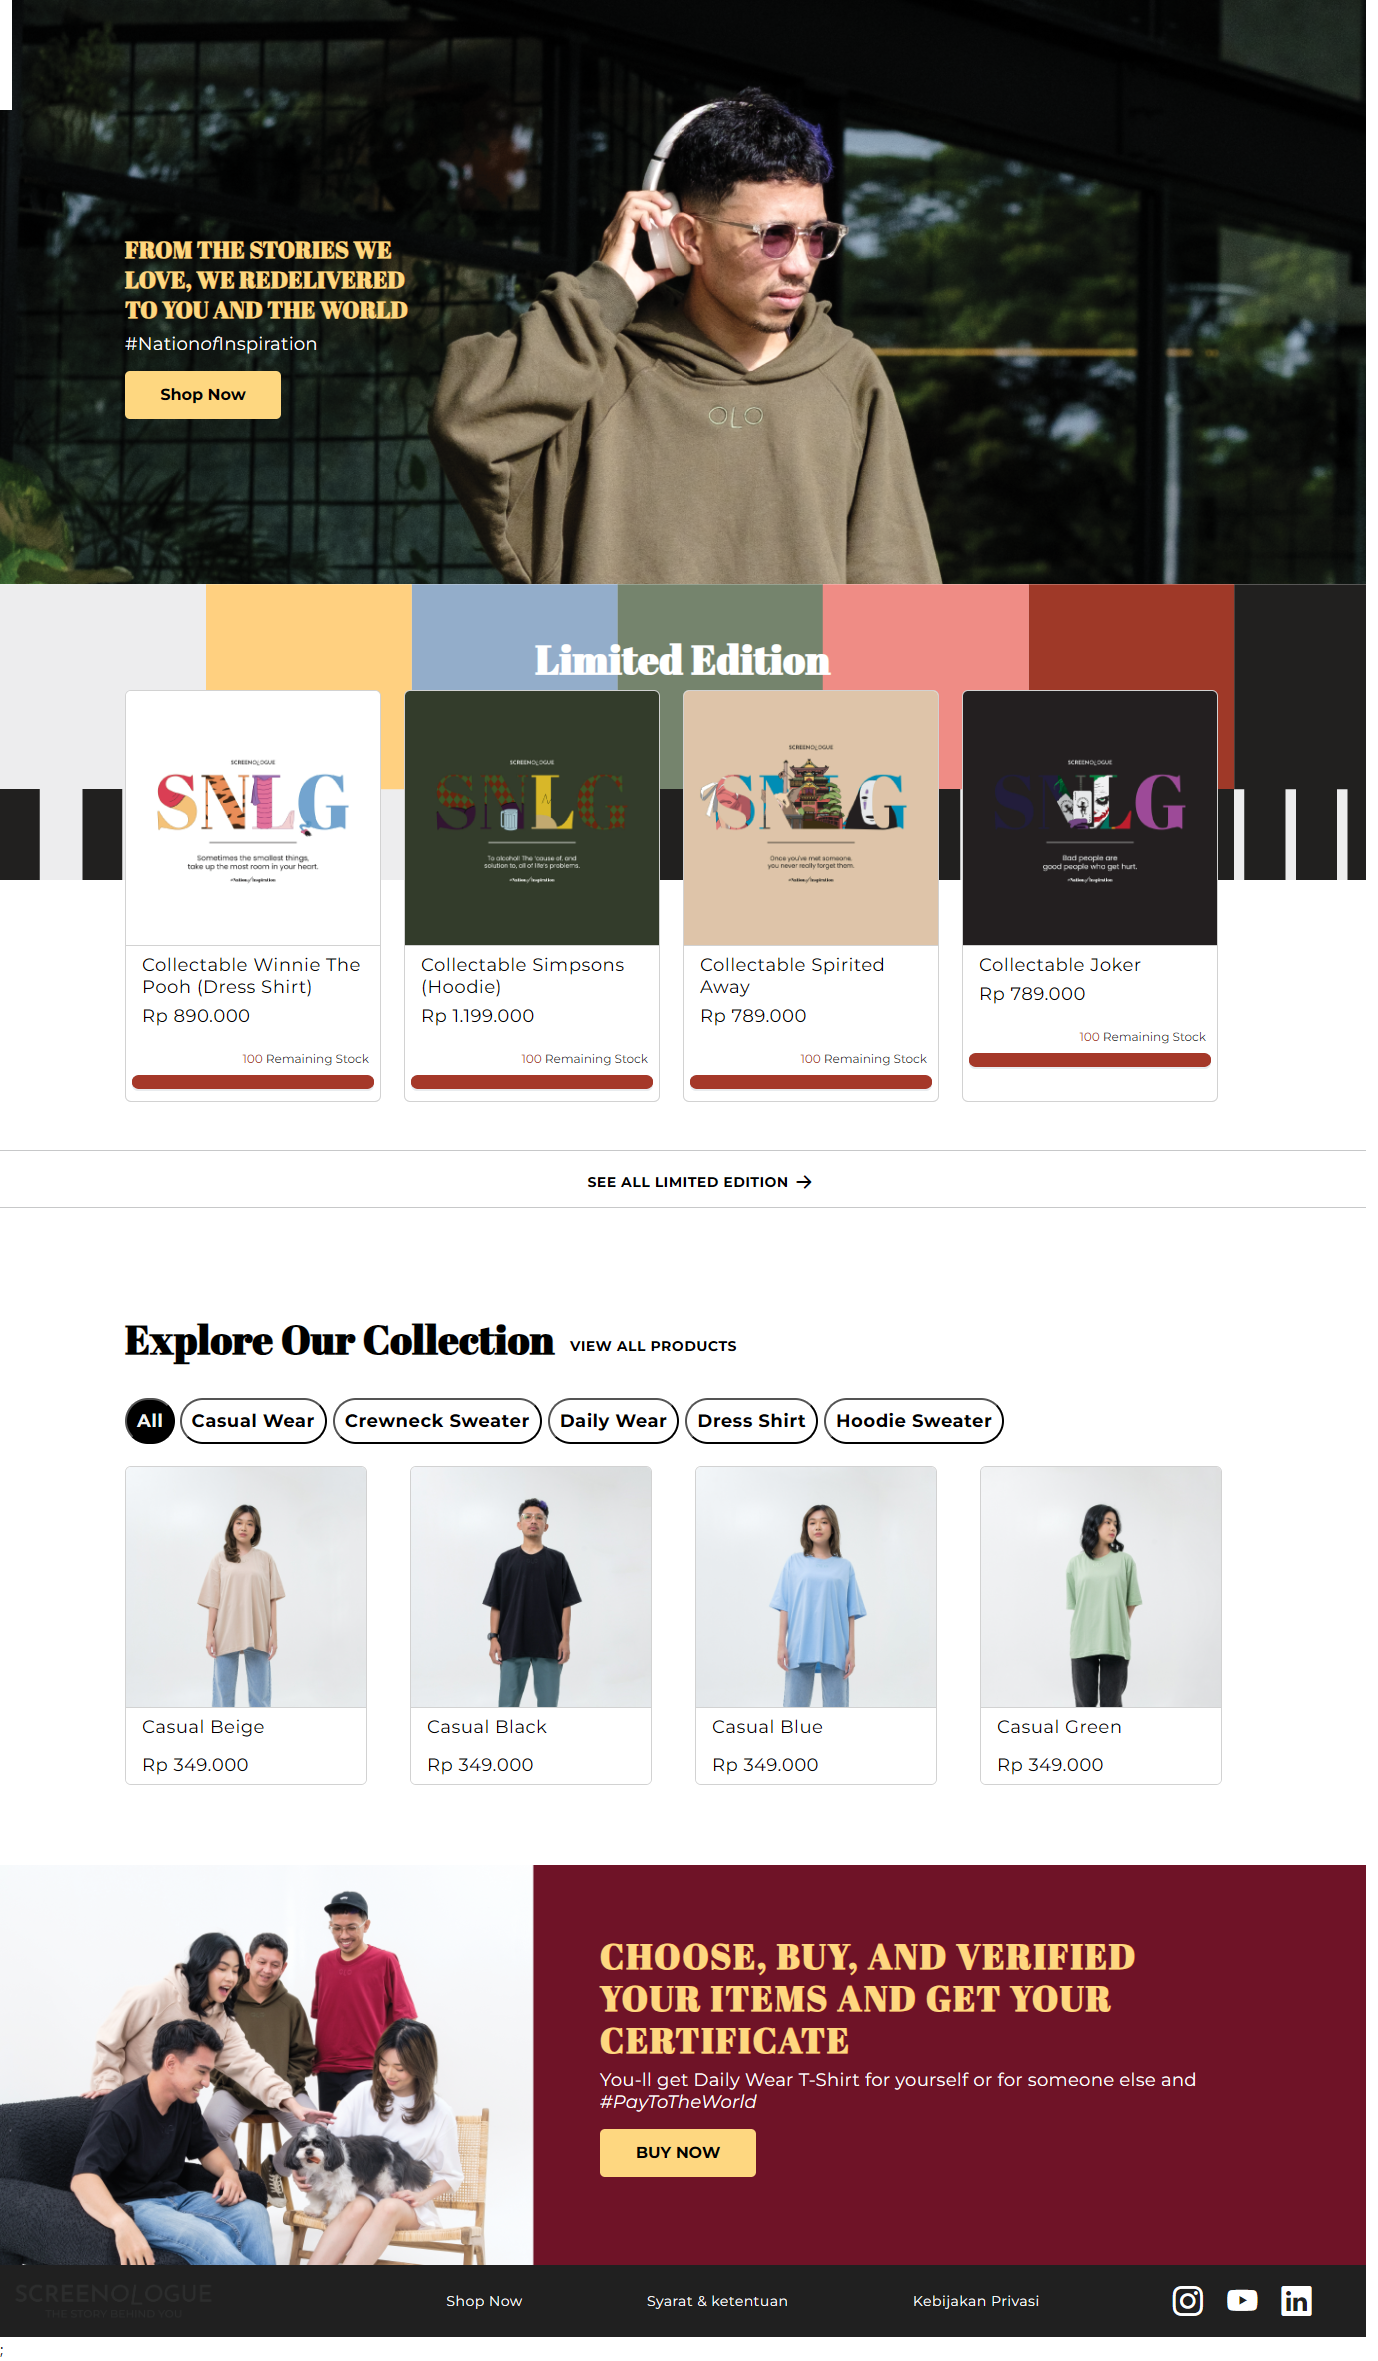 FROM THE STORIES WE
LOVE, WE REDELIVERED
TO YOU AND THE WORLD
#NationofInspiration
Shop Now
OLO
Limited Edition
SCREENOLOGUE
SNLG
Sometimes the smallest things,
take up the most room in your heart.
#NationofInspiration
SCREENOLOGUE
SNLG
To alcohol! The 'cause of, and
solution to, all of life's problems.
#NationofInspiration
SCREENOLOGUE
SNLG
Once you've met someone,
you never really forget them.
#NationofInspiration
SCREENOLOGUE
SNLG
Bad people are
good people who get hurt.
#NationofInspiration
Collectable Winnie The
Pooh (Dress Shirt)
Rp 890.000
100 Remaining Stock
Collectable Simpsons
(Hoodie)
Rp 1.199.000
100 Remaining Stock
Collectable Spirited
Away
Rp 789.000
100 Remaining Stock
Collectable Joker
Rp 789.000
100 Remaining Stock
SEE ALL LIMITED EDITION →
Explore Our Collection VIEW ALL PRODUCTS
All Casual Wear Crewneck Sweater Daily Wear Dress Shirt Hoodie Sweater
Casual Beige
Rp 349.000
Casual Black
Rp 349.000
Casual Blue
Rp 349.000
Casual Green
Rp 349.000
CHOOSE, BUY, AND VERIFIED
YOUR ITEMS AND GET YOUR
CERTIFICATE
You-ll get Daily Wear T-Shirt for yourself or for someone else and
#PayToTheWorld
BUY NOW
SCREENOLOGUE
THE STORY BEHIND YOU
Shop Now
Syarat & ketentuan
Kebijakan Privasi
in
;